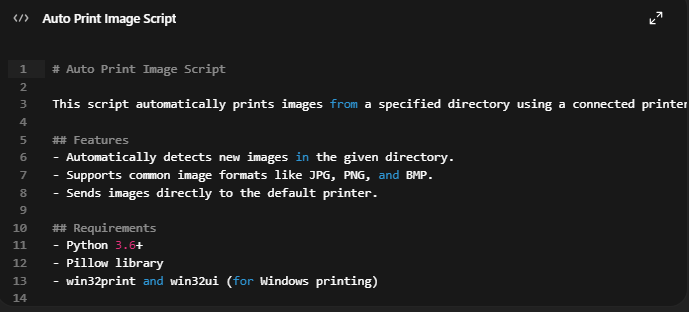 Auto Print Image Script
1 # Auto Print Image Script
2
3 This script automatically prints images from a specified directory using a connected printer
4
5 ## Features
6 - Automatically detects new images in the given directory.
7 - Supports common image formats like JPG, PNG, and BMP.
8 - Sends images directly to the default printer.
9
10 ## Requirements
11 - Python 3.6+
12 - Pillow library
13 - win32print and win32ui (for Windows printing)
14